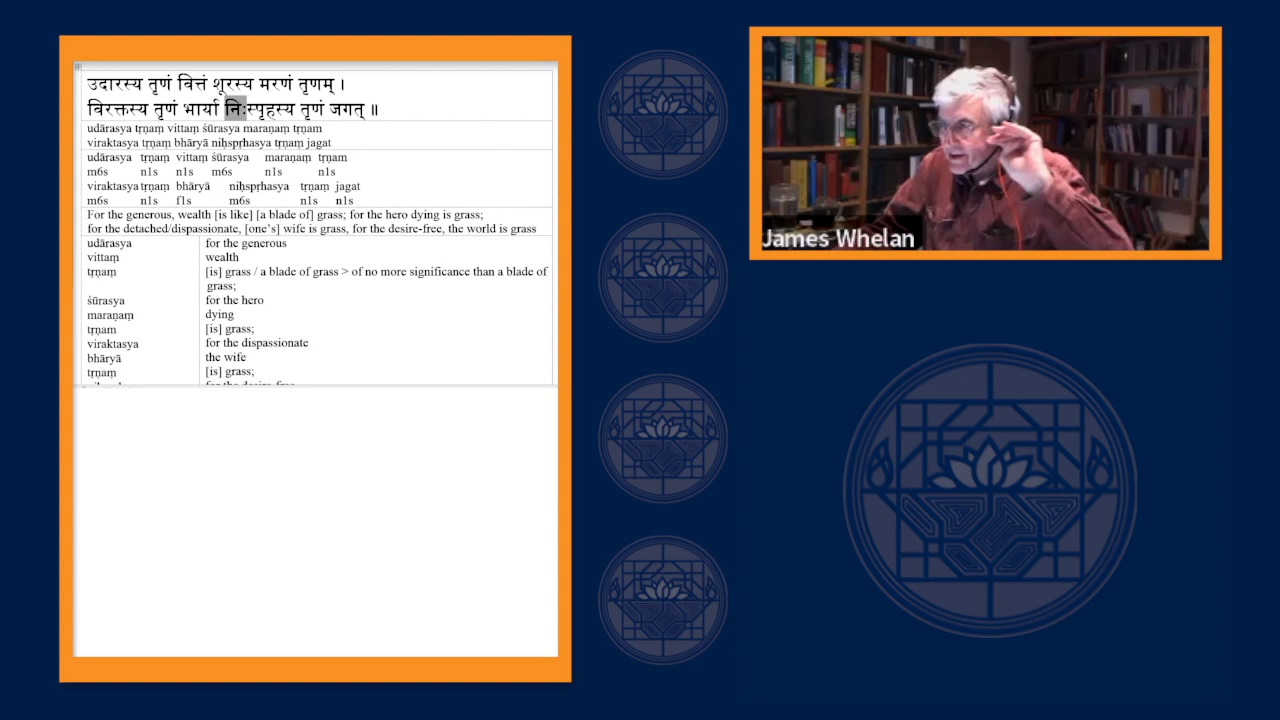 उदारस्य तृणं वित्तं शूरस्य मरणं तृणम् ।
विरक्तस्य तृणं भार्या निःस्पृहस्य तृणं जगत् ॥
udārasya tṛṇaṃ vittaṃ śūrasya maraṇaṃ tṛṇam
viraktasya tṛṇaṃ bhāryā niḥspṛhasya tṛṇaṃ jagat
udārasya tṛṇaṃ vittaṃ śūrasya maraṇaṃ tṛṇam
m6s n1s n1s m6s n1s n1s
viraktasya tṛṇaṃ bhāryā niḥspṛhasya tṛṇaṃ jagat
m6s n1s f1s m6s n1s n1s
For the generous, wealth [is like] [a blade of] grass; for the hero dying is grass;
for the detached/dispassionate, [one’s] wife is grass, for the desire-free, the world is grass
udārasya for the generous
vittaṃ wealth
tṛṇaṃ [is] grass / a blade of grass > of no more significance than a blade of
grass;
śūrasya for the hero
maraṇaṃ dying
tṛṇam [is] grass;
viraktasya for the dispassionate
bhāryā the wife
tṛṇaṃ [is] grass;
James Whelan